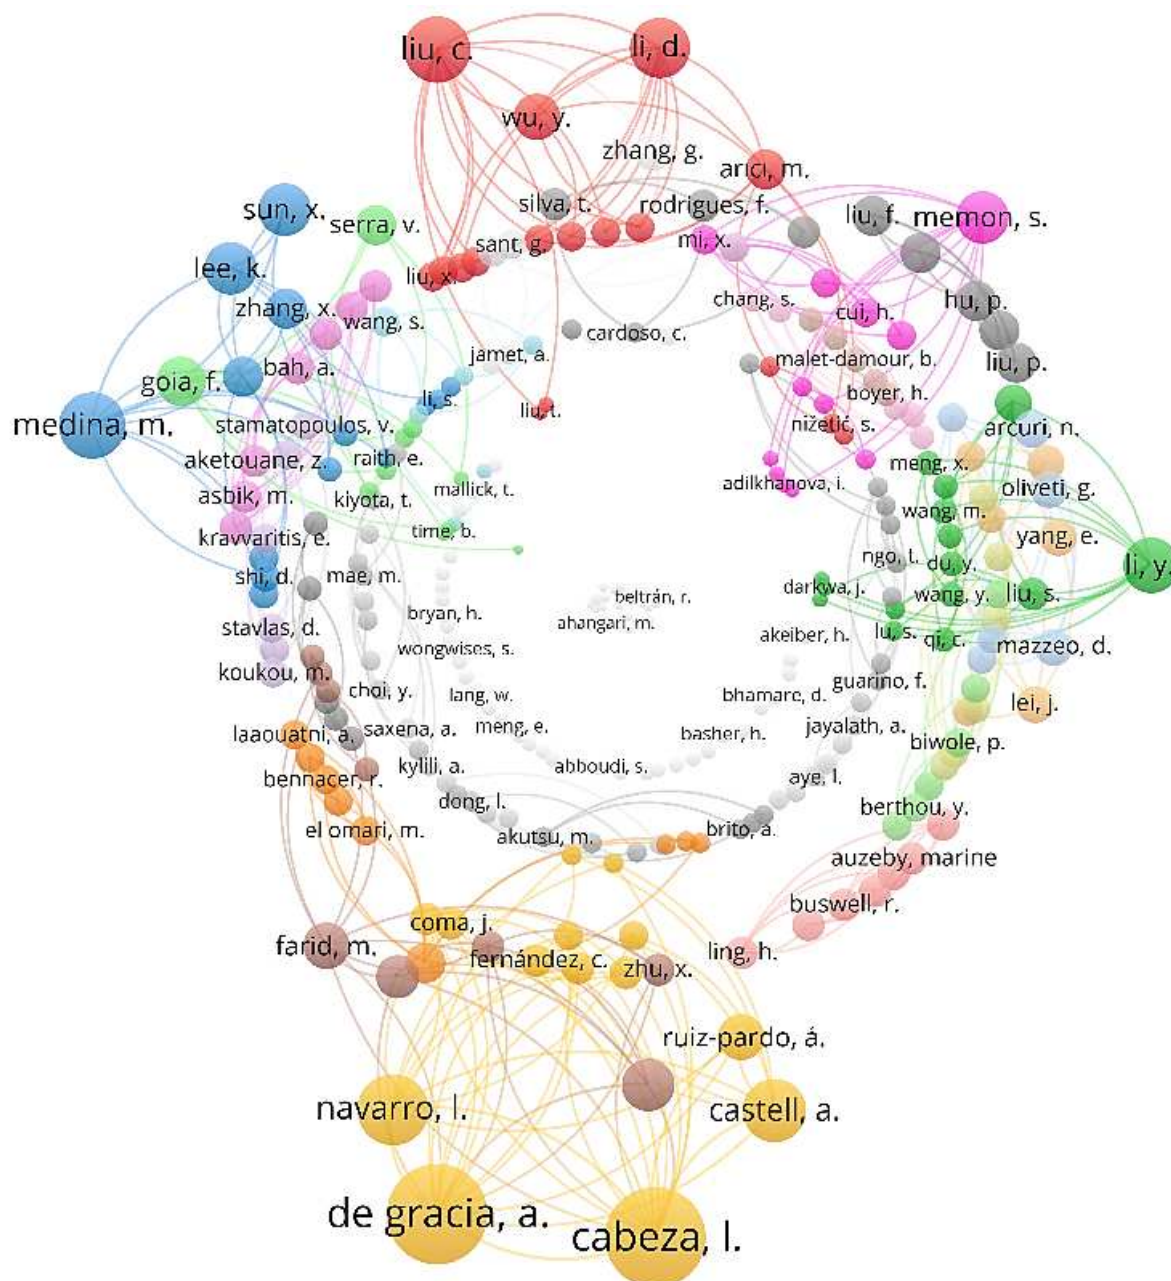 liu, c.
li, d.
wu, y.
zhang, g.
arici, m.
sun, x.
serra, v.
silva, t.
rodrigues, f.
liu, f.
memon, s.
mi, x.
sant, g.
lee, k.
liu, x.
zhang, x.
wang, s.
chang, s.
cui, h.
hu, p.
cardoso, c.
jamet, a.
malet-damour, b.
liu, p.
goia, f.
bah, a.
li, s.
boyer, h.
liu, t.
medina, m.
stamatopoulos, v.
nižetić, s.
arcuri, n.
aketouane, z.
raith, e.
meng, x.
adilkhanova, i.
mallick, t.
oliveti, g.
asbik, m.
kiyota, t.
wang, m.
time, b.
kravvaritis, e.
yang, e.
ngo, t.
du, y.
li, y.
shi, d.
mae, m.
darkwa, j.
wang, y.
liu, s.
beltrán, r.
bryan, h.
ahangari, m.
stavlas, d.
akeiber, h.
lu, s.
qi, c.
wongwises, s.
mazzeo, d.
koukou, m.
choi, y.
lang, w.
bhamare, d.
guarino, f.
lei, j.
laaouatni, a.
saxena, a.
meng, e.
basher, h.
jayalath, a.
biwole, p.
bennacer, r.
kylili, a.
abboudi, s.
aye, l.
dong, l.
berthou, y.
el omari, m.
akutsu, m.
brito, a.
auzeby, marine
buswell, r.
coma, j.
farid, m.
ling, h.
fernández, c.
zhu, x.
ruiz-pardo, á.
navarro, l.
castell, a.
de gracia, a.
cabeza, l.